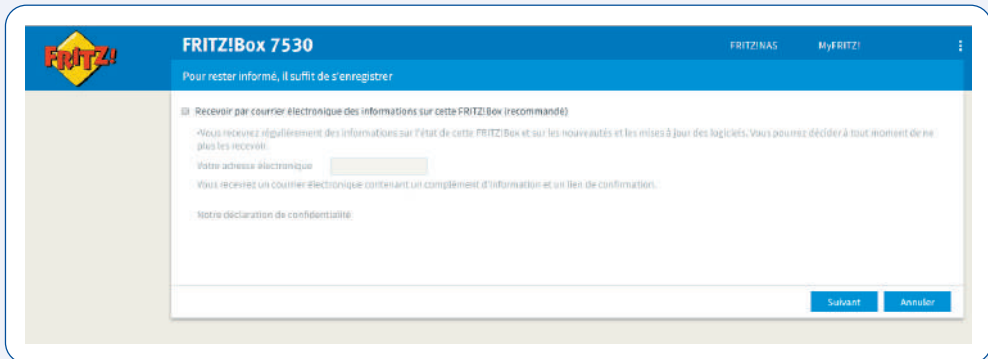 FRITZ!
FRITZ!Box 7530
FRITZ!NAS MyFRITZ!
Pour rester informé, il suffit de s'enregistrer
Recevoir par courrier électronique des informations sur cette FRITZ!Box (recommandé)
Vous recevrez régulièrement des informations sur l'état de cette FRITZ!Box et sur les nouveautés et les mises à jour des logiciels. Vous pourrez décider à tout moment de ne
plus les recevoir.
Votre adresse électronique
Vous recevrez un courrier électronique contenant un complément d'information et un lien de confirmation.
Notre déclaration de confidentialité
Suivant Annuler